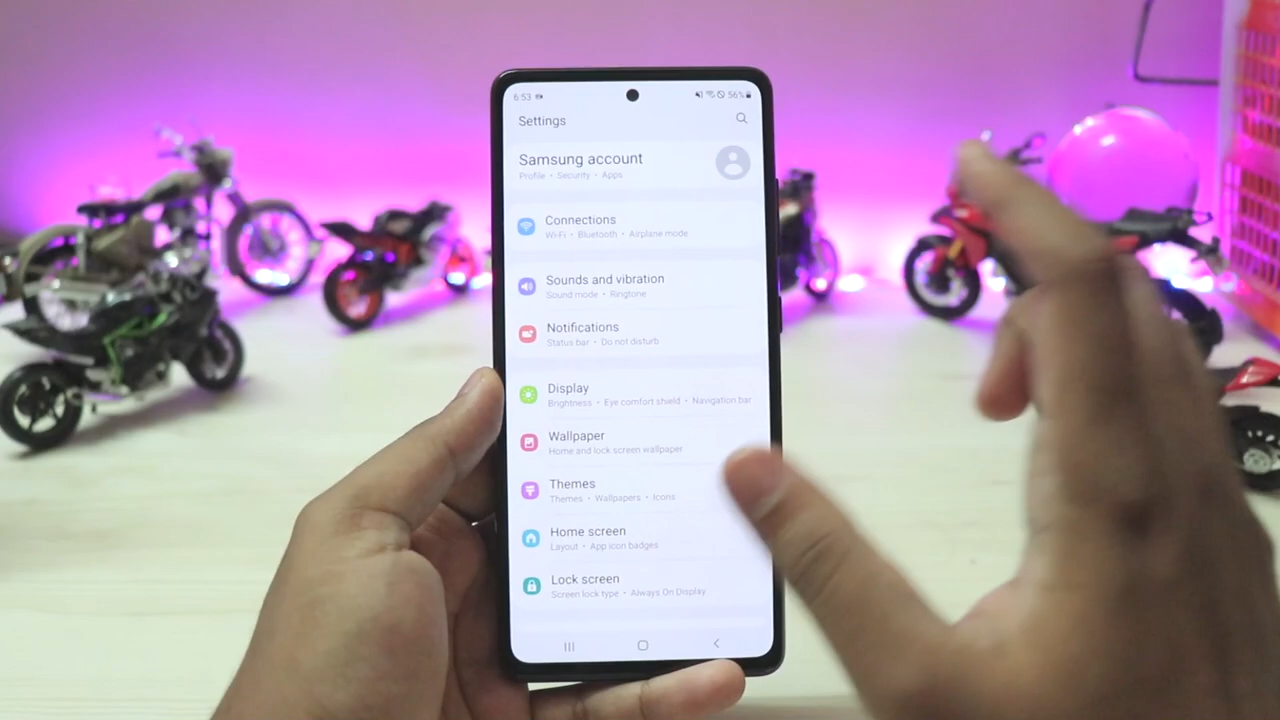 6:53
56%
Settings
Samsung account
Profile • Security • Apps
Connections
Wi-Fi • Bluetooth • Airplane mode
Sounds and vibration
Sound mode • Ringtone
Notifications
Status bar • Do not disturb
Display
Brightness • Eye comfort shield • Navigation bar
Wallpaper
Home and lock screen wallpaper
Themes
Themes • Wallpapers • Icons
Home screen
Layout • App icon badges
Lock screen
Screen lock type • Always On Display